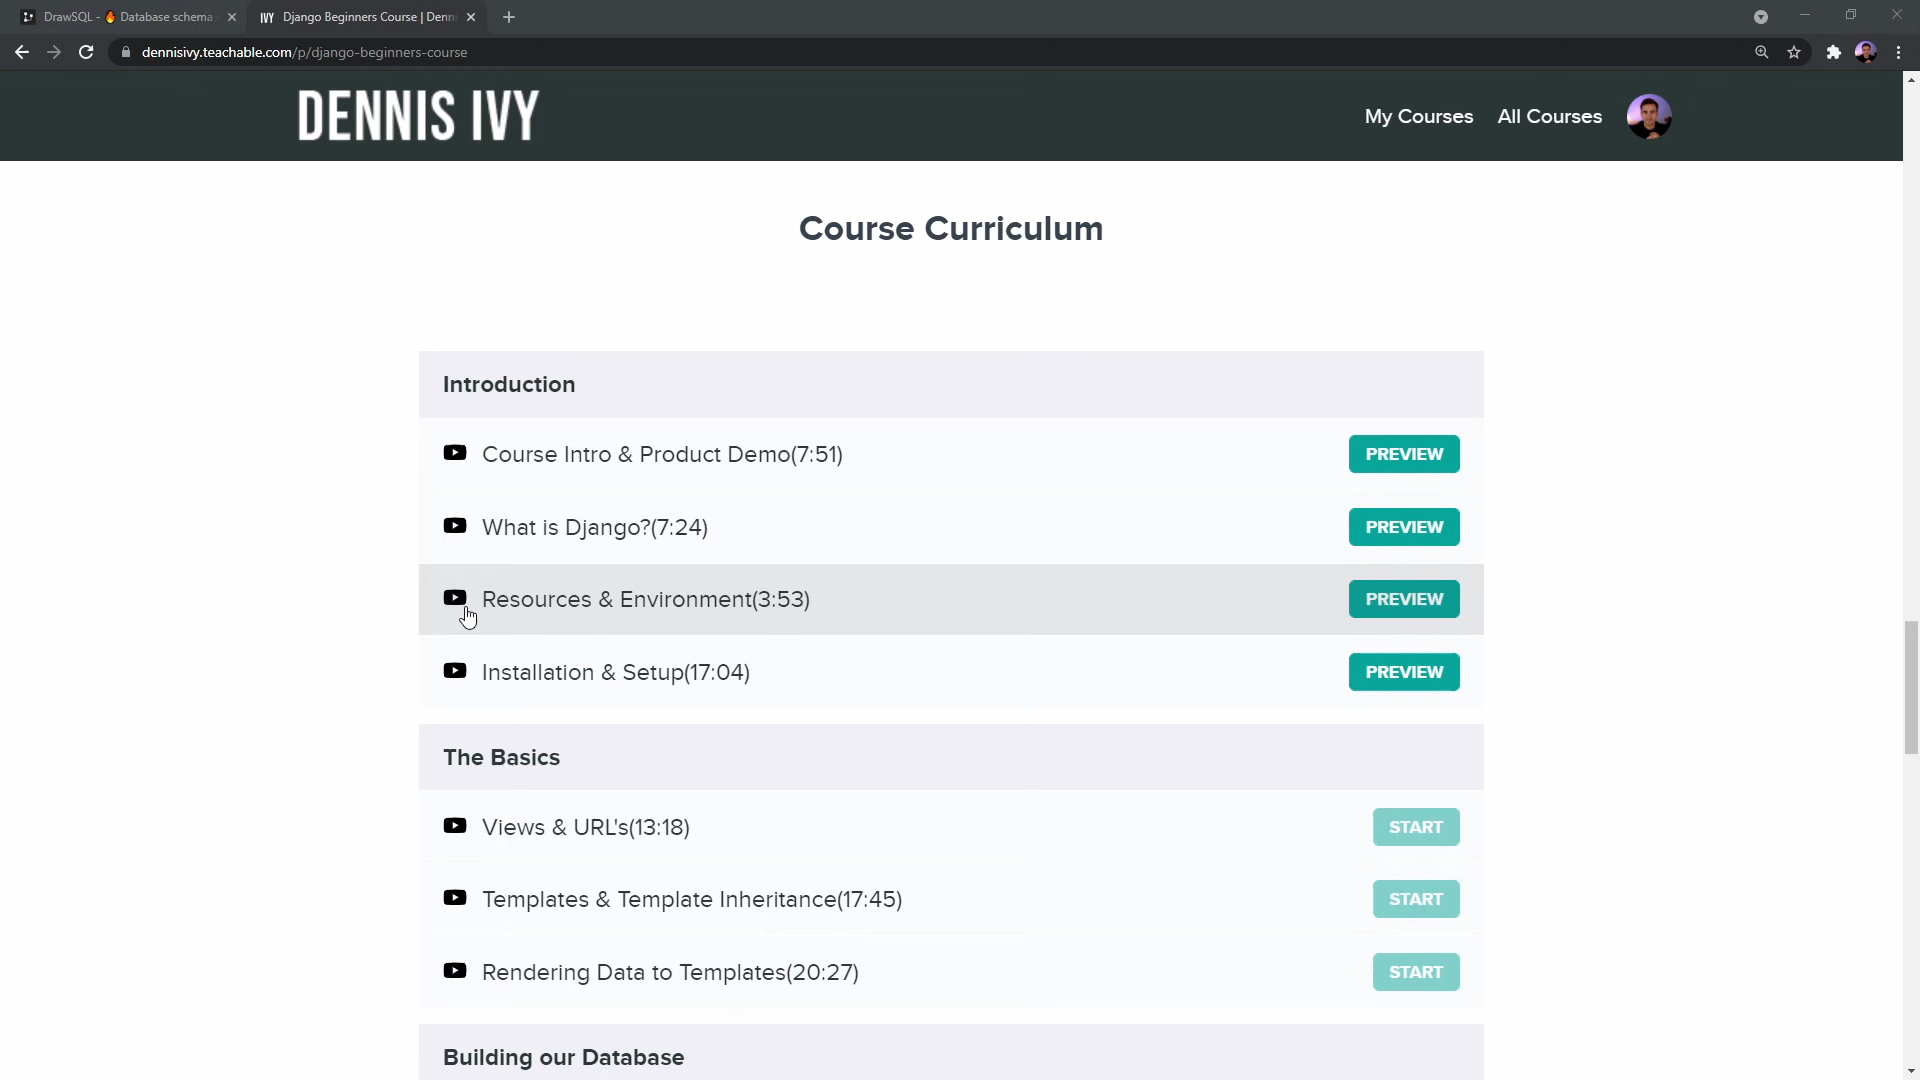 DrawSQL - 🔥 Database schema
IVY Django Beginners Course | Denn
dennisivy.teachable.com/p/django-beginners-course
DENNIS IVY
My Courses
All Courses
Course Curriculum
Introduction
Course Intro & Product Demo(7:51)
PREVIEW
What is Django?(7:24)
PREVIEW
Resources & Environment(3:53)
PREVIEW
Installation & Setup(17:04)
PREVIEW
The Basics
Views & URL's(13:18)
START
Templates & Template Inheritance(17:45)
START
Rendering Data to Templates(20:27)
START
Building our Database